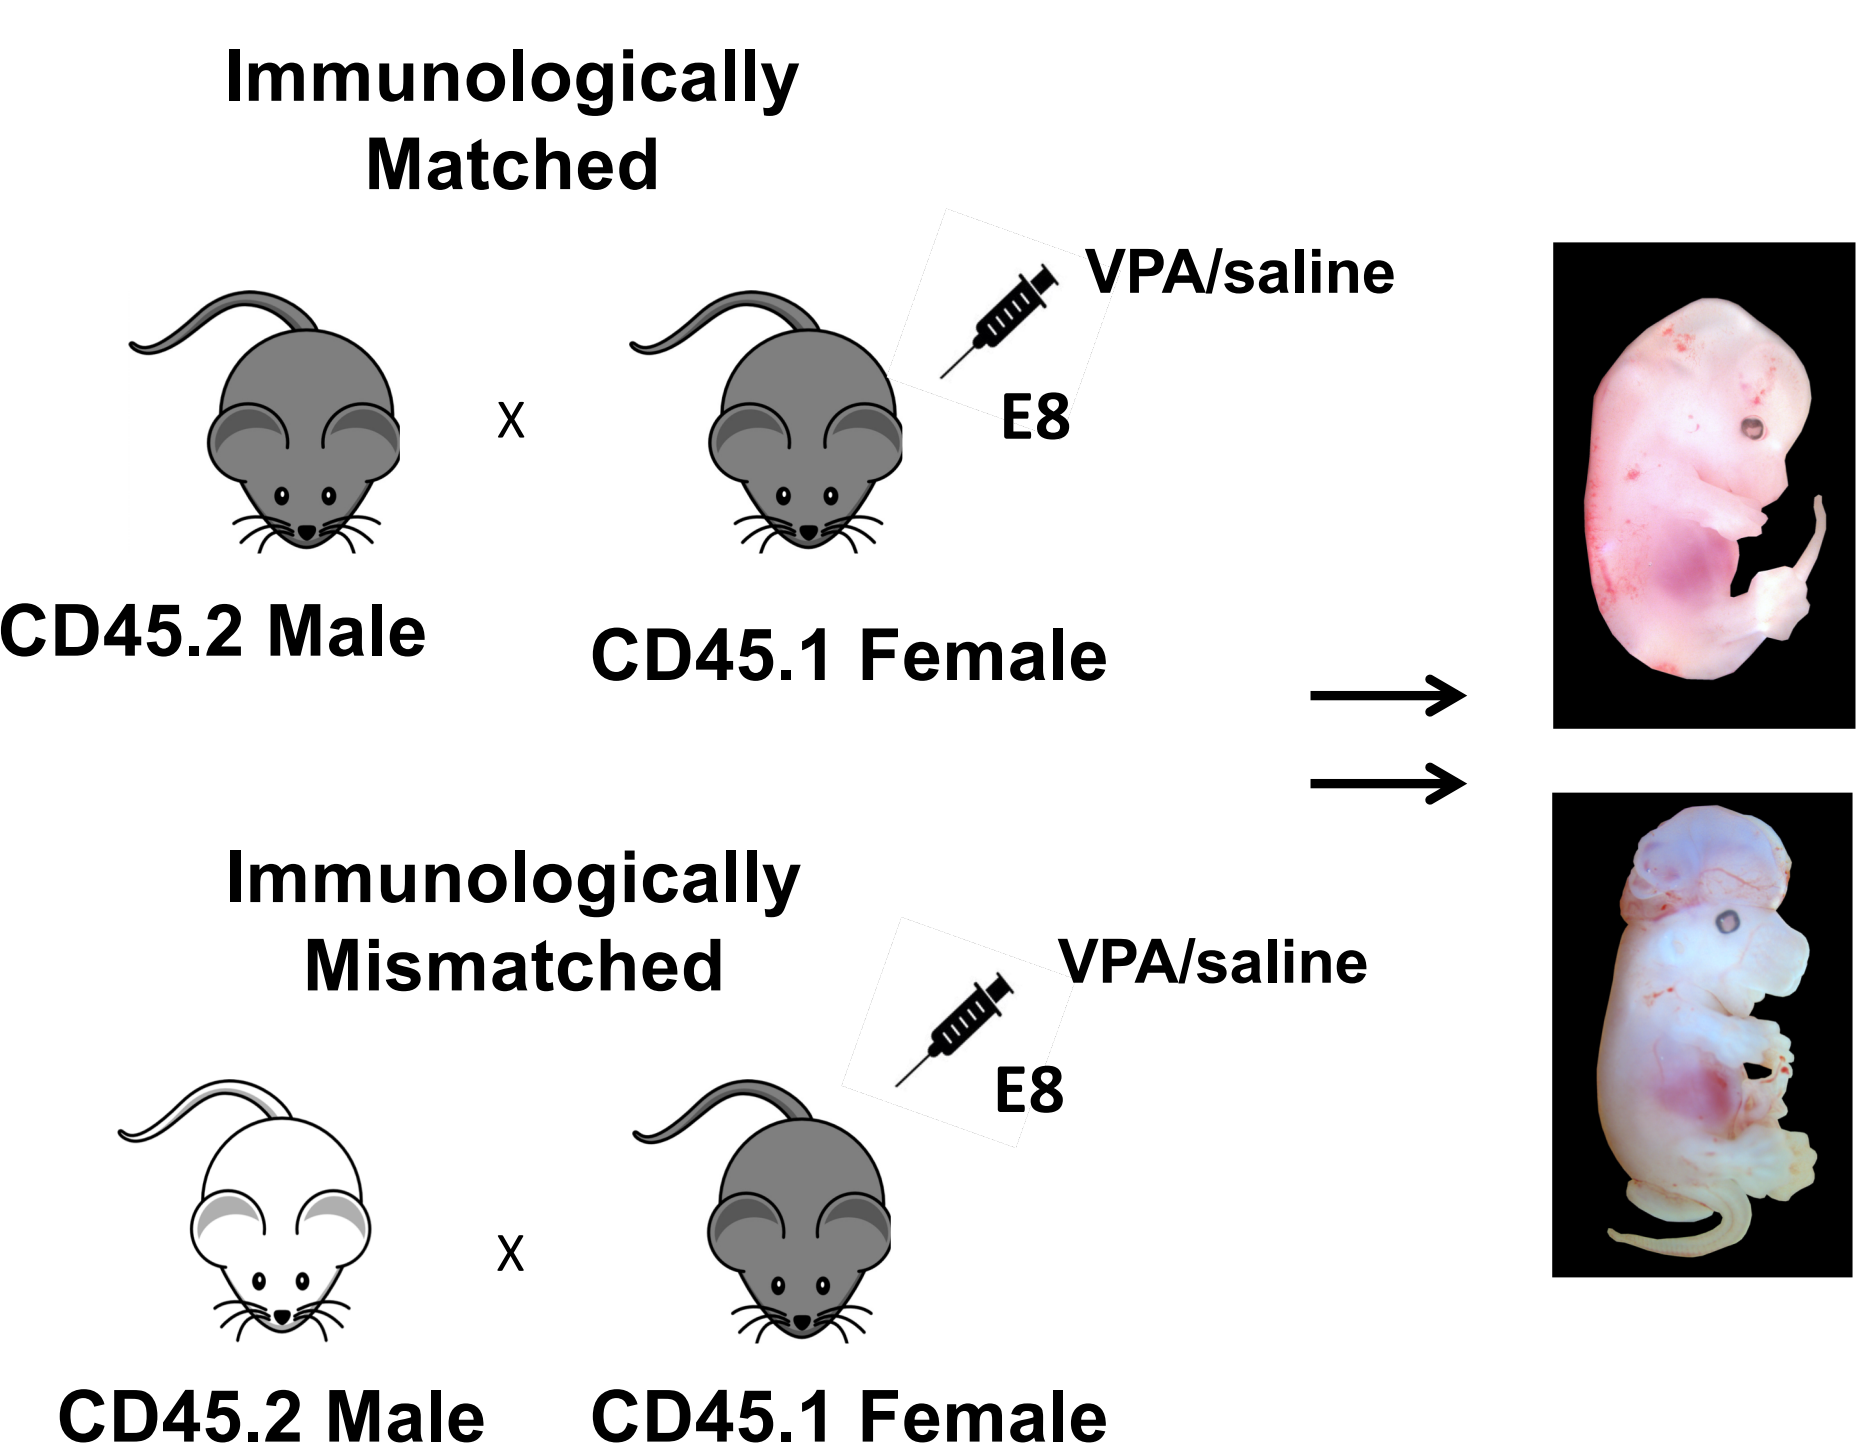 Immunologically
Matched
VPA/saline
E8
X
CD45.2 Male
CD45.1 Female
Immunologically
Mismatched
VPA/saline
E8
X
CD45.2 Male
CD45.1 Female